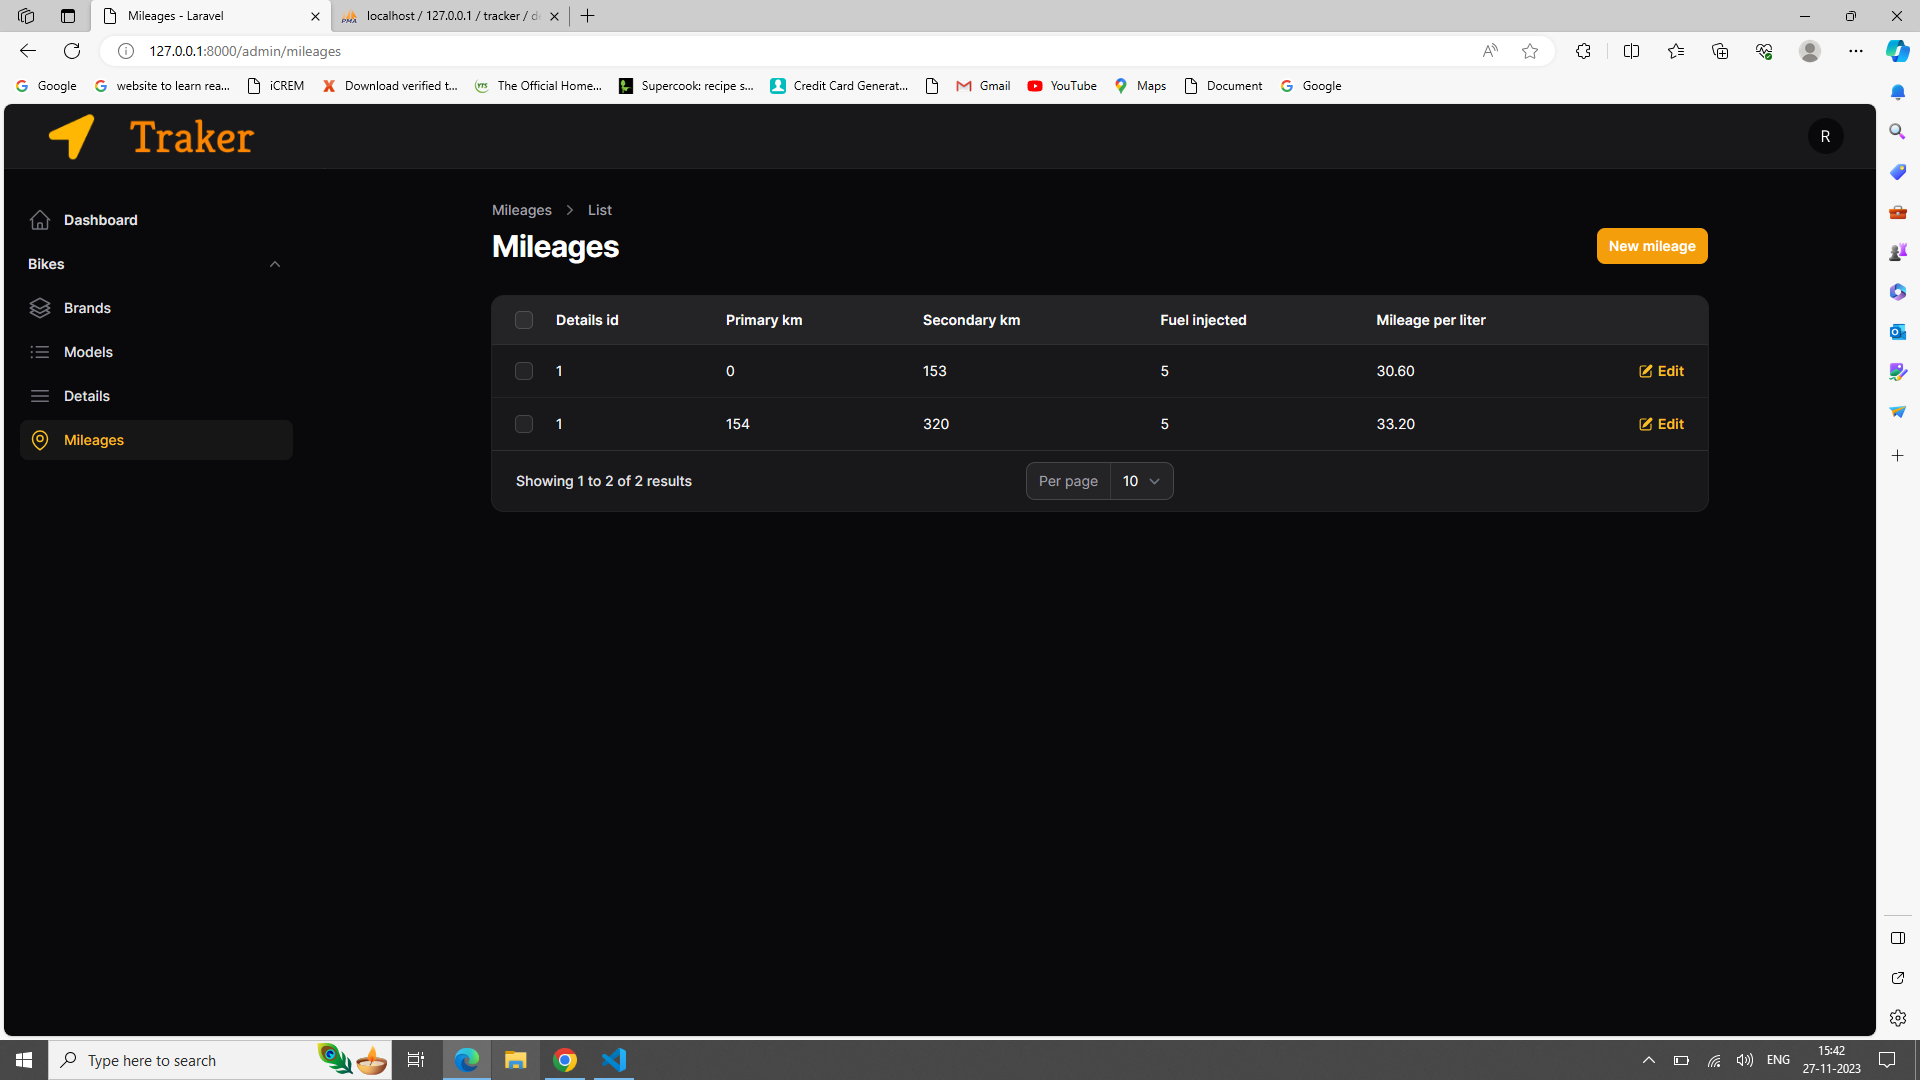 Mileages - Laravel
localhost / 127.0.0.1 / tracker / d
127.0.0.1:8000/admin/mileages
Google
website to learn rea...
iCREM
Download verified t...
The Official Home...
Supercook: recipe s...
Credit Card Generat...
Gmail
YouTube
Maps
Document
Google
Traker
R
Dashboard
Bikes
Brands
Models
Details
Mileages
Mileages > List
Mileages
New mileage
Details id Primary km Secondary km Fuel injected Mileage per liter
1 0 153 5 30.60 Edit
1 154 320 5 33.20 Edit
Showing 1 to 2 of 2 results
Per page 10
Type here to search
ENG
15:42
27-11-2023